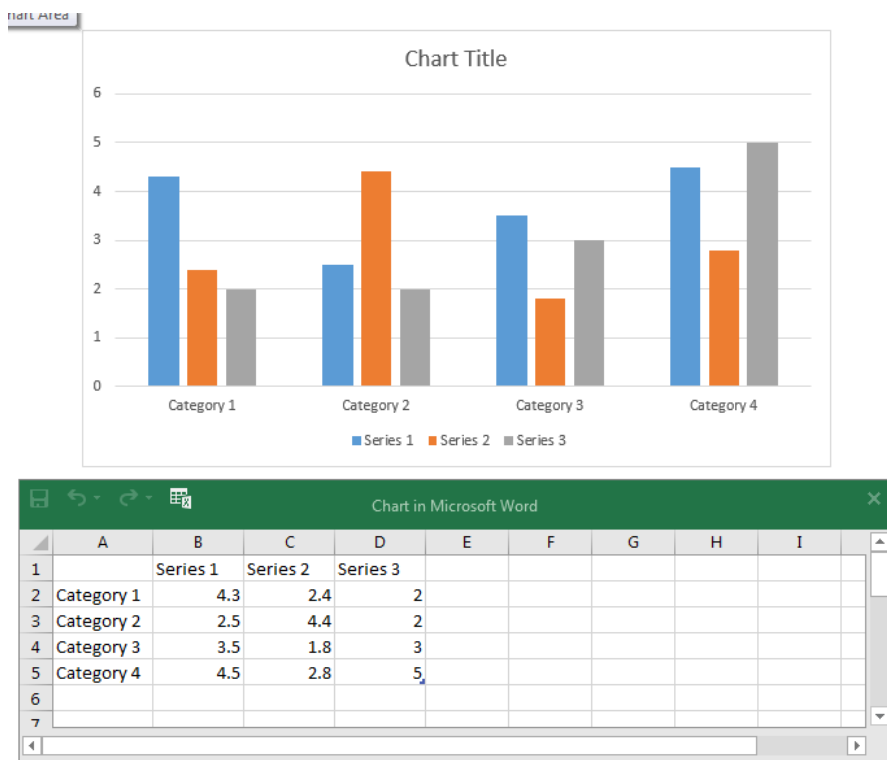 hart Area
Chart Title
6
5
4
3
2
1
0
Category 1 Category 2 Category 3 Category 4
Series 1 Series 2 Series 3
Chart in Microsoft Word
A B C D E F G H I
1 Series 1 Series 2 Series 3
2 Category 1 4.3 2.4 2
3 Category 2 2.5 4.4 2
4 Category 3 3.5 1.8 3
5 Category 4 4.5 2.8 5
6
7